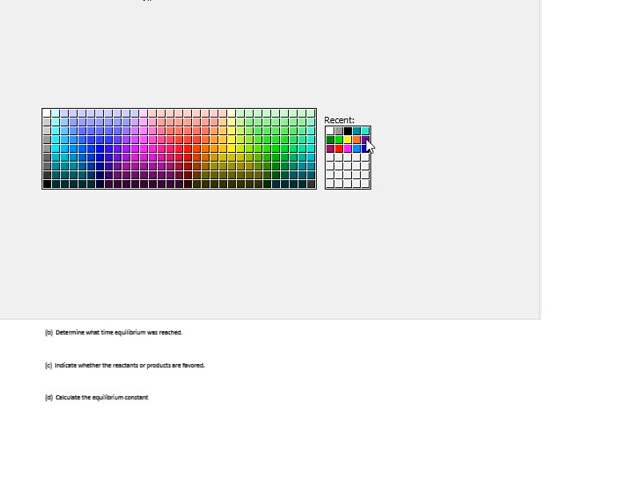 Recent:
(b) Determine what time equilibrium was reached.
(c) Indicate whether the reactants or products are favored.
(d) Calculate the equilibrium constant